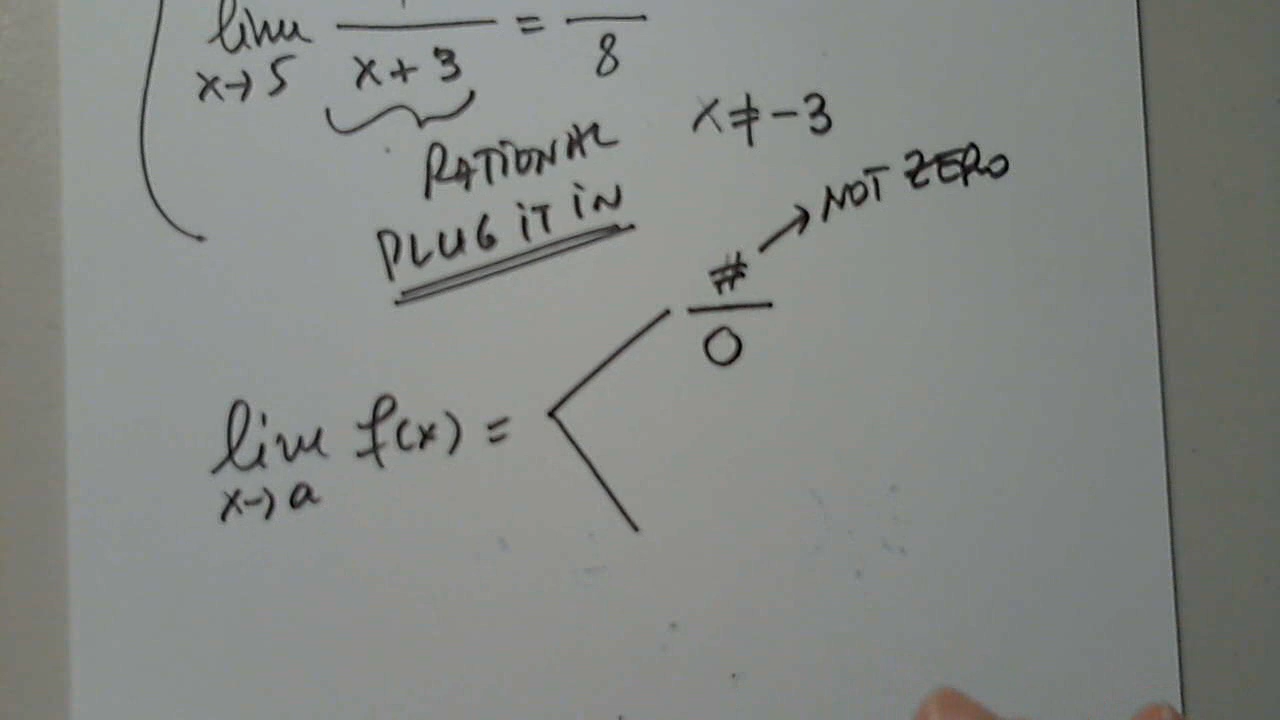 lim ─── = ─
x→5 x+3 8
x≠-3
RATIONAL
PLUG IT IN
# → NOT ZERO
─
0
lim f(x) =
x→a